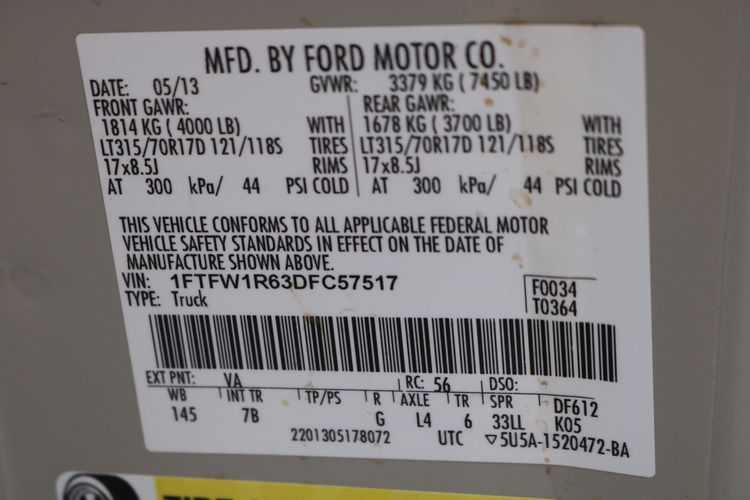 MFD. BY FORD MOTOR CO.
DATE: 05/13 GVWR: 3379 KG ( 7450 LB)
FRONT GAWR: REAR GAWR:
1814 KG ( 4000 LB) WITH 1678 KG ( 3700 LB) WITH
LT315/70R17D 121/118S TIRES LT315/70R17D 121/118S TIRES
17x8.5J RIMS 17x8.5J RIMS
AT 300 kPa/ 44 PSI COLD AT 300 kPa/ 44 PSI COLD
THIS VEHICLE CONFORMS TO ALL APPLICABLE FEDERAL MOTOR
VEHICLE SAFETY STANDARDS IN EFFECT ON THE DATE OF
MANUFACTURE SHOWN ABOVE.
VIN: 1FTFW1R63DFC57517 F0034
TYPE: Truck T0364
EXT PNT: VA RC: 56 DSO:
WB INT TR TP/PS R AXLE TR SPR DF612
145 7B G L4 6 33LL K05
2201305178072 UTC ▽5U5A-1520472-BA